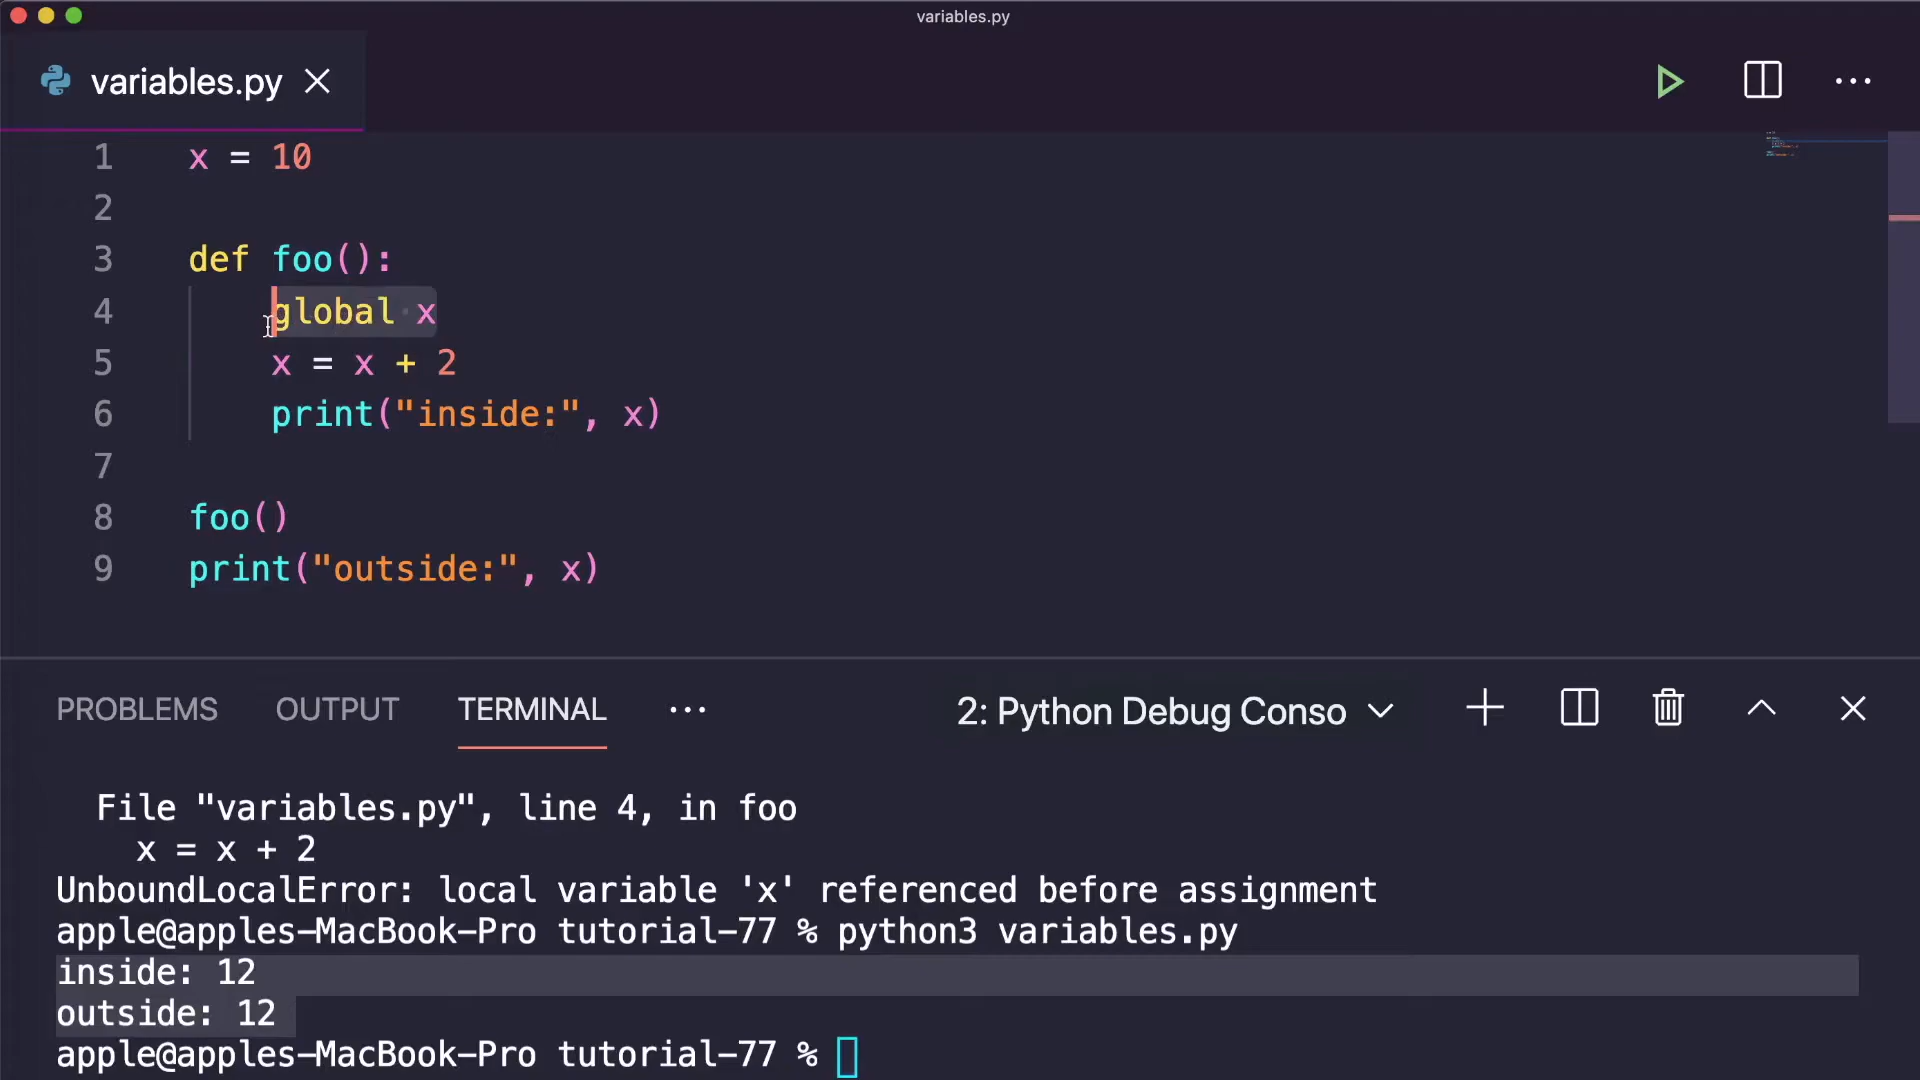 variables.py
variables.py
1 x = 10
2
3 def foo():
4     global x
5     x = x + 2
6     print("inside:", x)
7
8 foo()
9 print("outside:", x)
PROBLEMS OUTPUT TERMINAL ··· 2: Python Debug Conso
  File "variables.py", line 4, in foo
    x = x + 2
UnboundLocalError: local variable 'x' referenced before assignment
apple@apples-MacBook-Pro tutorial-77 % python3 variables.py
inside: 12
outside: 12
apple@apples-MacBook-Pro tutorial-77 %